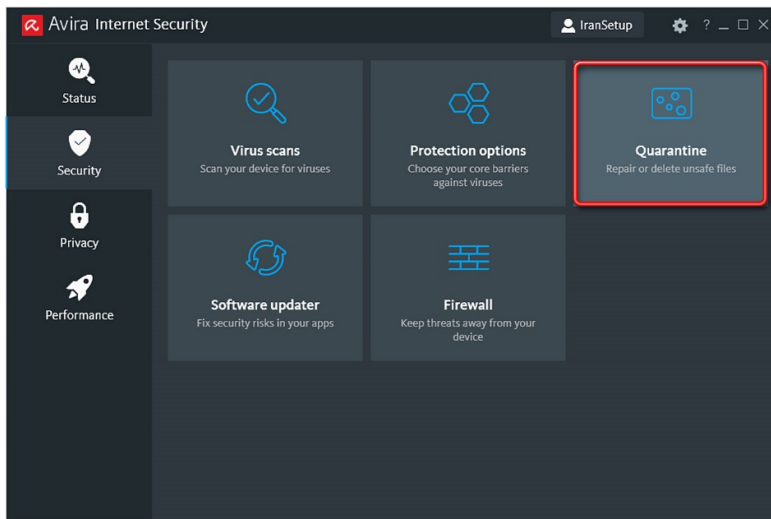 Avira Internet Security
IranSetup
?
Status
Security
Privacy
Performance
Virus scans
Scan your device for viruses
Protection options
Choose your core barriers
against viruses
Quarantine
Repair or delete unsafe files
Software updater
Fix security risks in your apps
Firewall
Keep threats away from your
device